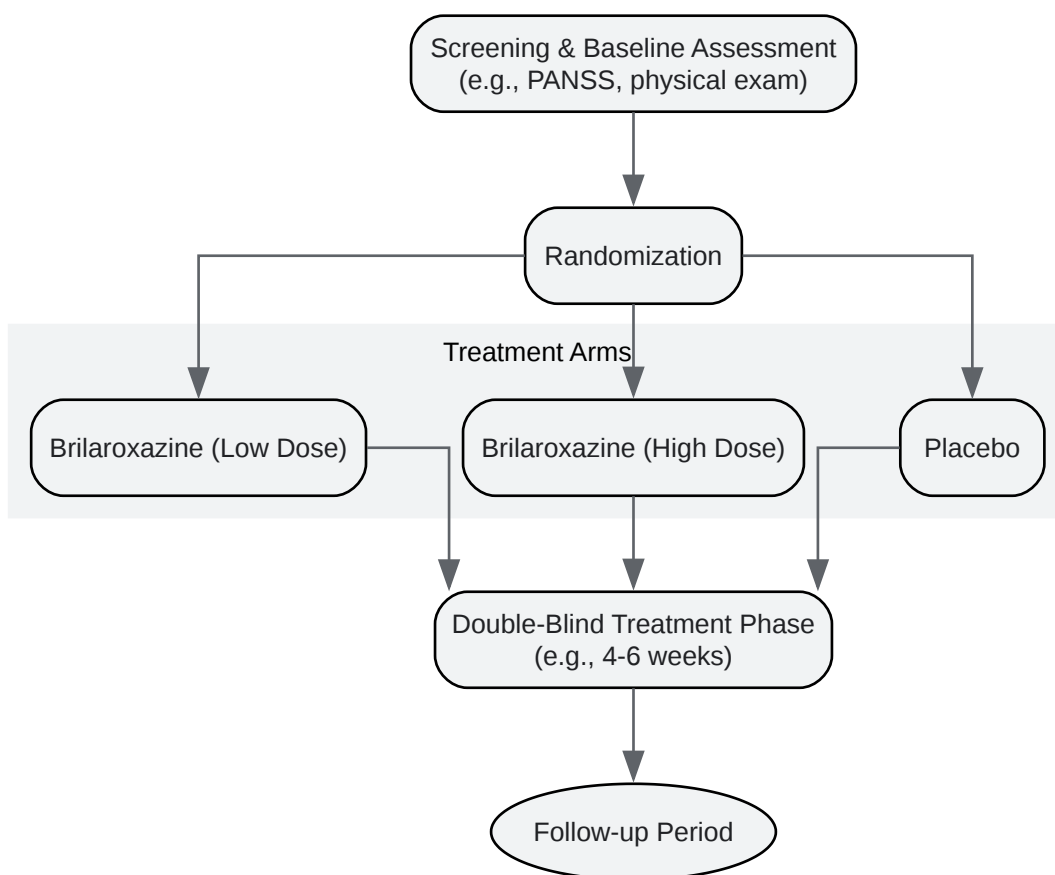 Screening & Baseline Assessment
(e.g., PANSS, physical exam)
Randomization
Treatment Arms
Brilaroxazine (Low Dose)
Brilaroxazine (High Dose)
Placebo
Double-Blind Treatment Phase
(e.g., 4-6 weeks)
Follow-up Period